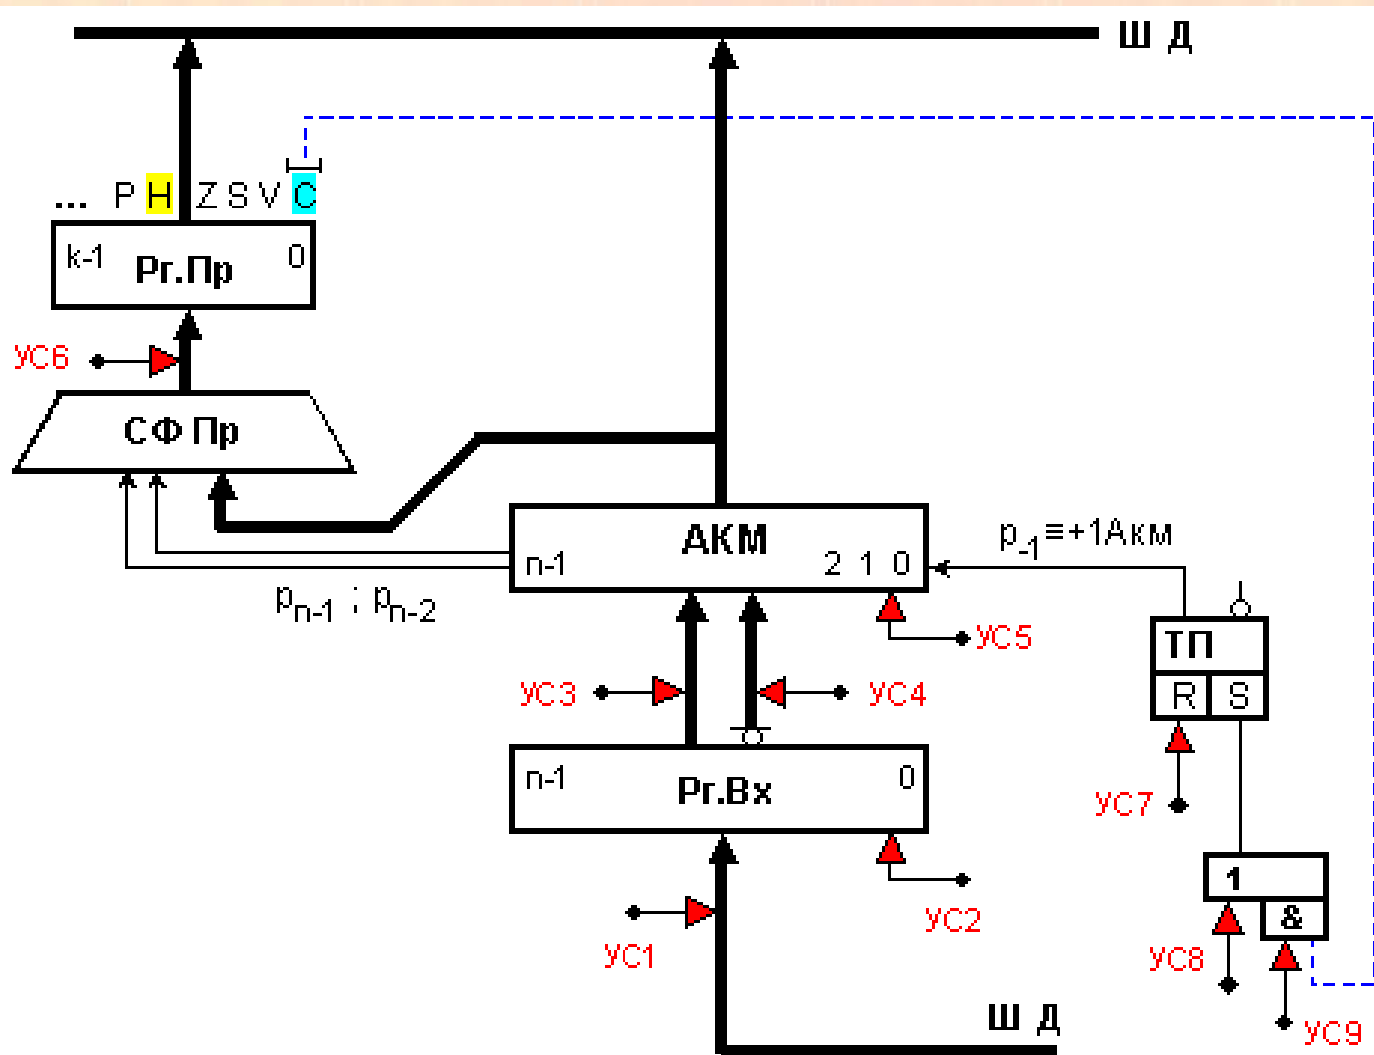 Ш Д
... P H Z S V C
k-1 Рг.Пр 0
УС6
СФ Пр
АКМ
n-1 2 1 0
p-1≡+1Акм
pn-1 ; pn-2
УС5
ТП
R S
УС3
УС4
n-1 Рг.Вх 0
УС7
1
&
УС2
УС1
УС8
Ш Д
УС9